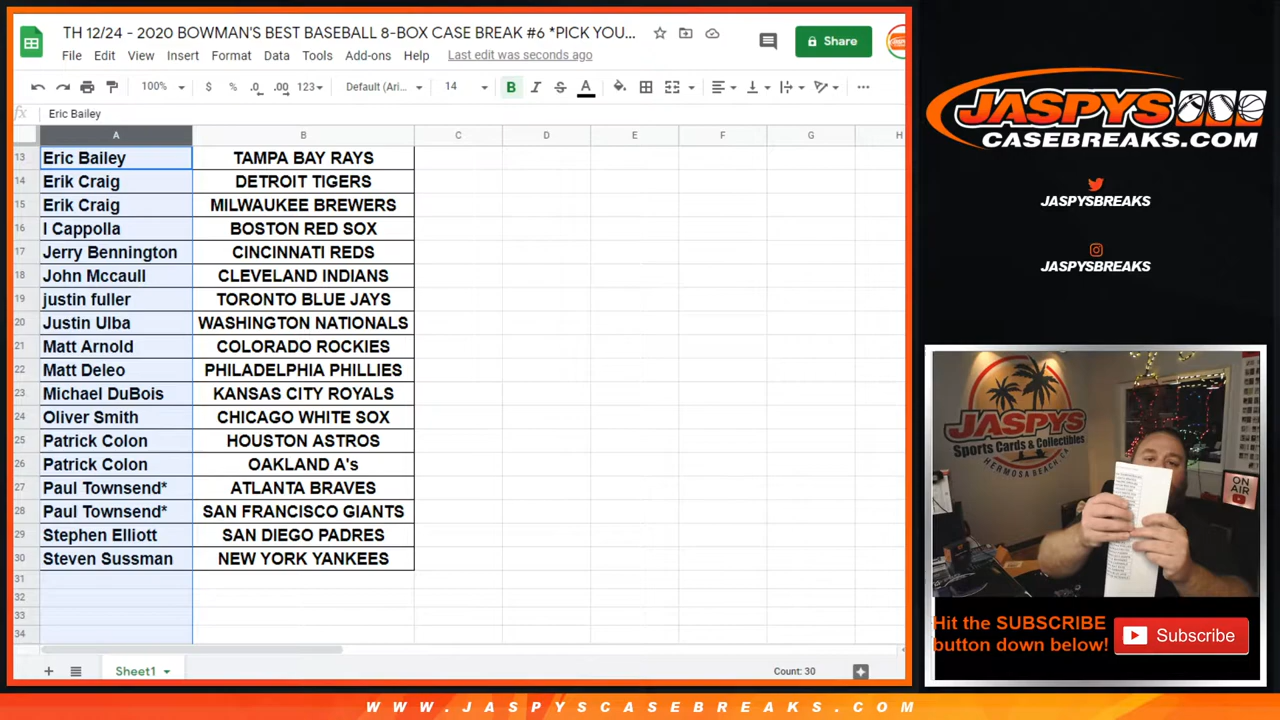 TH 12/24 - 2020 BOWMAN'S BEST BASEBALL 8-BOX CASE BREAK #6 *PICK YOU...
Share
File Edit View Insert Format Data Tools Add-ons Help Last edit was seconds ago
100% $ % .0 .00 123 Default (Ari... 14 B I S A
fx Eric Bailey
A B C D E F G H
13 Eric Bailey TAMPA BAY RAYS
14 Erik Craig DETROIT TIGERS
15 Erik Craig MILWAUKEE BREWERS
16 I Cappolla BOSTON RED SOX
17 Jerry Bennington CINCINNATI REDS
18 John Mccaull CLEVELAND INDIANS
19 justin fuller TORONTO BLUE JAYS
20 Justin Ulba WASHINGTON NATIONALS
21 Matt Arnold COLORADO ROCKIES
22 Matt Deleo PHILADELPHIA PHILLIES
23 Michael DuBois KANSAS CITY ROYALS
24 Oliver Smith CHICAGO WHITE SOX
25 Patrick Colon HOUSTON ASTROS
26 Patrick Colon OAKLAND A's
27 Paul Townsend* ATLANTA BRAVES
28 Paul Townsend* SAN FRANCISCO GIANTS
29 Stephen Elliott SAN DIEGO PADRES
30 Steven Sussman NEW YORK YANKEES
31
32
33
34
Sheet1 Count: 30
JASPYS
CASEBREAKS.COM
JASPYSBREAKS
JASPYSBREAKS
JASPYS
Sports Cards & Collectibles
HERMOSA BEACH, CA
ON
AIR
Hit the SUBSCRIBE
button down below!
Subscribe
WWW.JASPYSCASEBREAKS.COM